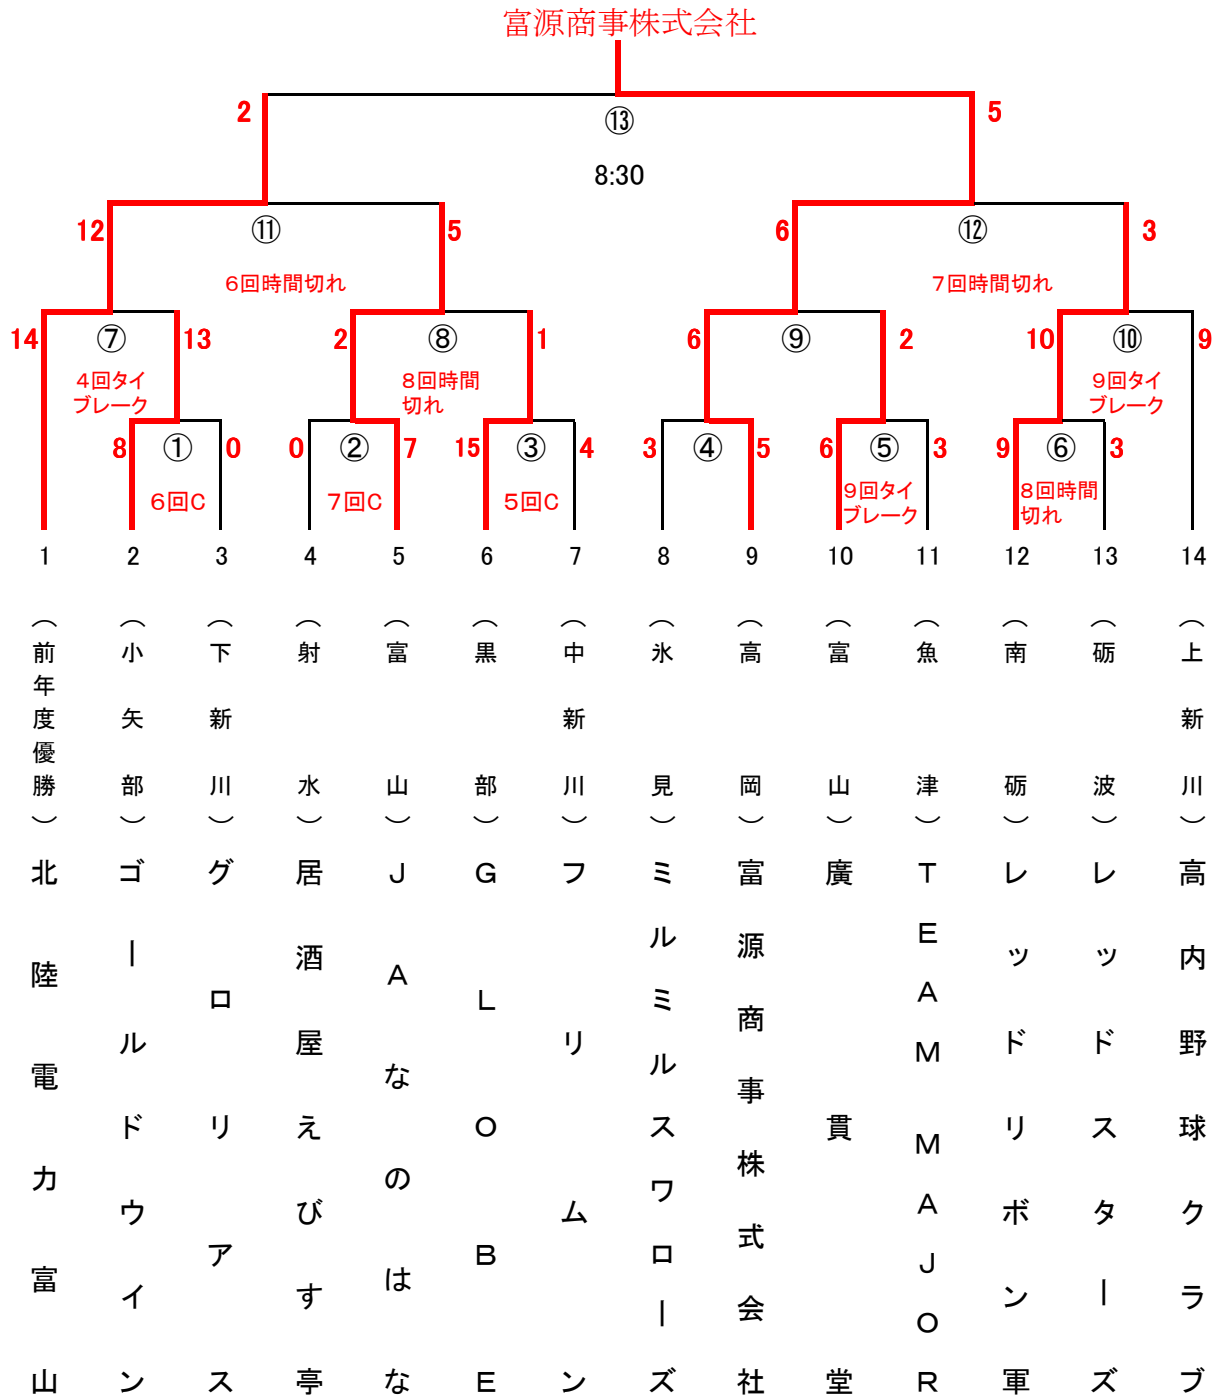 富源商事株式会社
2
5
⑬
8:30
12
⑪
5
6
⑫
3
6回時間切れ
7回時間切れ
14
⑦
13
2
⑧
1
6
⑨
2
10
⑩
9
4回タイ
ブレーク
8回時間
切れ
9回タイ
ブレーク
8
①
0
0
②
7
15
③
4
3
④
5
6
⑤
3
9
⑥
3
6回C
7回C
5回C
9回タイ
ブレーク
8回時間
切れ
1
2
3
4
5
6
7
8
9
10
11
12
13
14
（前年度優勝）北陸電力富山
（小矢部）ゴールドウイン
（下新川）グロリアス
（射水）居酒屋えびす亭
（富山）JAなのはな
（黒部）GLOBE
（中新川）フリムン
（氷見）ミルミルスワローズ
（高岡）富源商事株式会社
（富山）廣貫堂
（魚津）TEAM MAJOR
（南砺）レッドリボン軍
（砺波）レッドスターズ
（上新川）高内野球クラブ